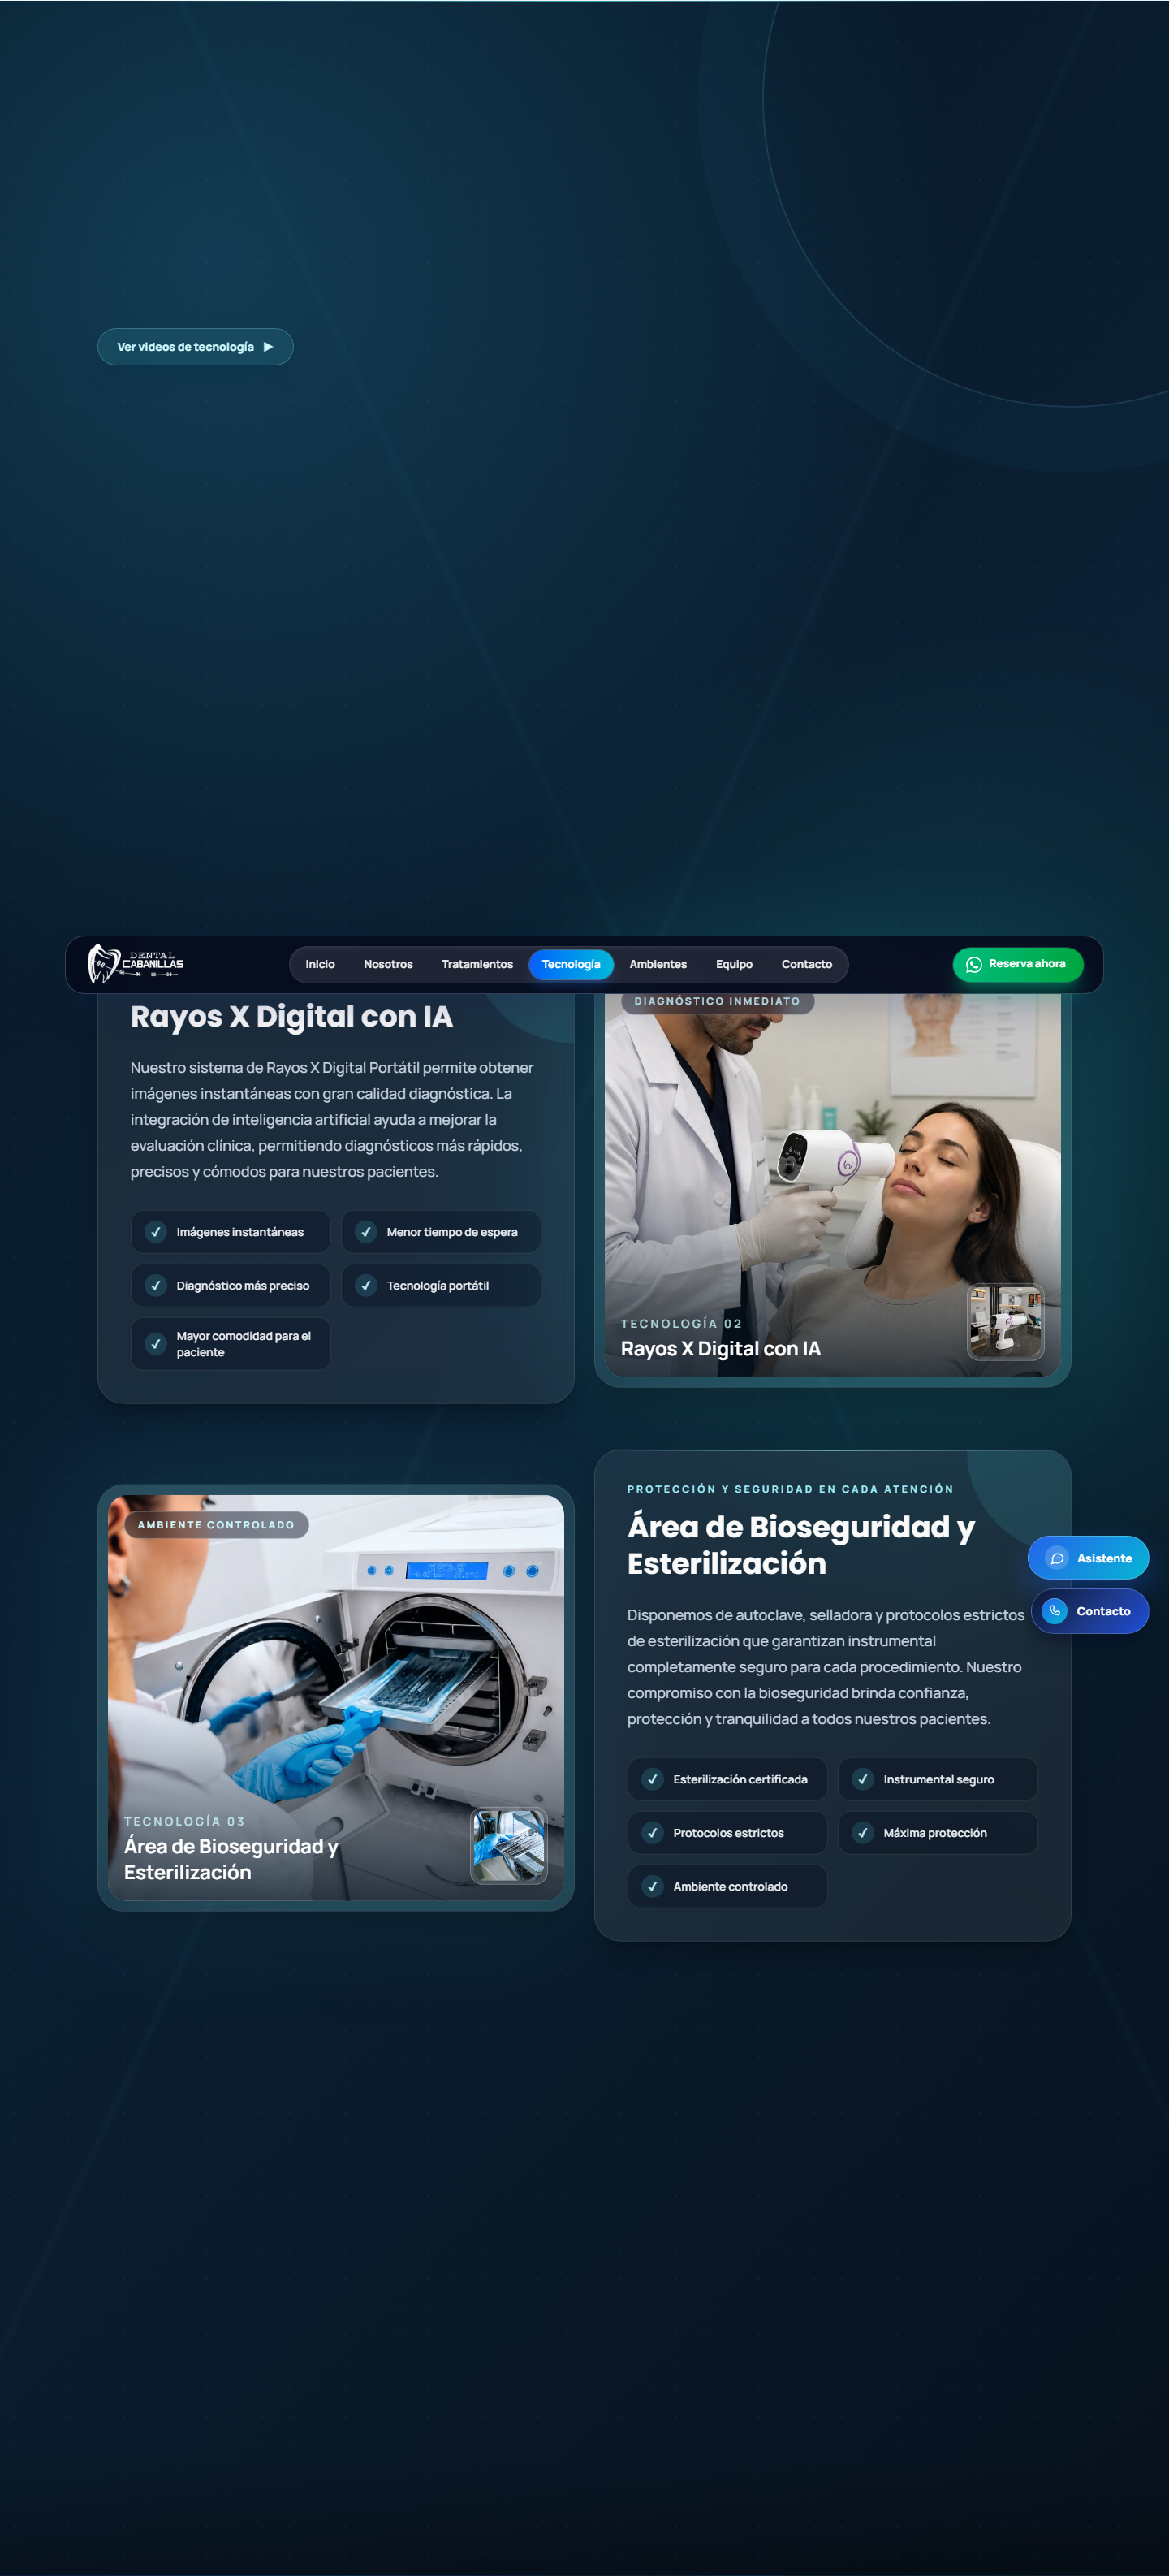 Ver videos de tecnología
DENTAL
CABANILLAS
Inicio
Nosotros
Tratamientos
Tecnología
Ambientes
Equipo
Contacto
Reserva ahora
Rayos X Digital con IA
Nuestro sistema de Rayos X Digital Portátil permite obtener
imágenes instantáneas con gran calidad diagnóstica. La
integración de inteligencia artificial ayuda a mejorar la
evaluación clínica, permitiendo diagnósticos más rápidos,
precisos y cómodos para nuestros pacientes.
Imágenes instantáneas
Menor tiempo de espera
Diagnóstico más preciso
Tecnología portátil
Mayor comodidad para el
paciente
DIAGNÓSTICO INMEDIATO
TECNOLOGÍA 02
Rayos X Digital con IA
AMBIENTE CONTROLADO
TECNOLOGÍA 03
Área de Bioseguridad y
Esterilización
PROTECCIÓN Y SEGURIDAD EN CADA ATENCIÓN
Área de Bioseguridad y
Esterilización
Disponemos de autoclave, selladora y protocolos estrictos
de esterilización que garantizan instrumental
completamente seguro para cada procedimiento. Nuestro
compromiso con la bioseguridad brinda confianza,
protección y tranquilidad a todos nuestros pacientes.
Esterilización certificada
Instrumental seguro
Protocolos estrictos
Máxima protección
Ambiente controlado
Asistente
Contacto